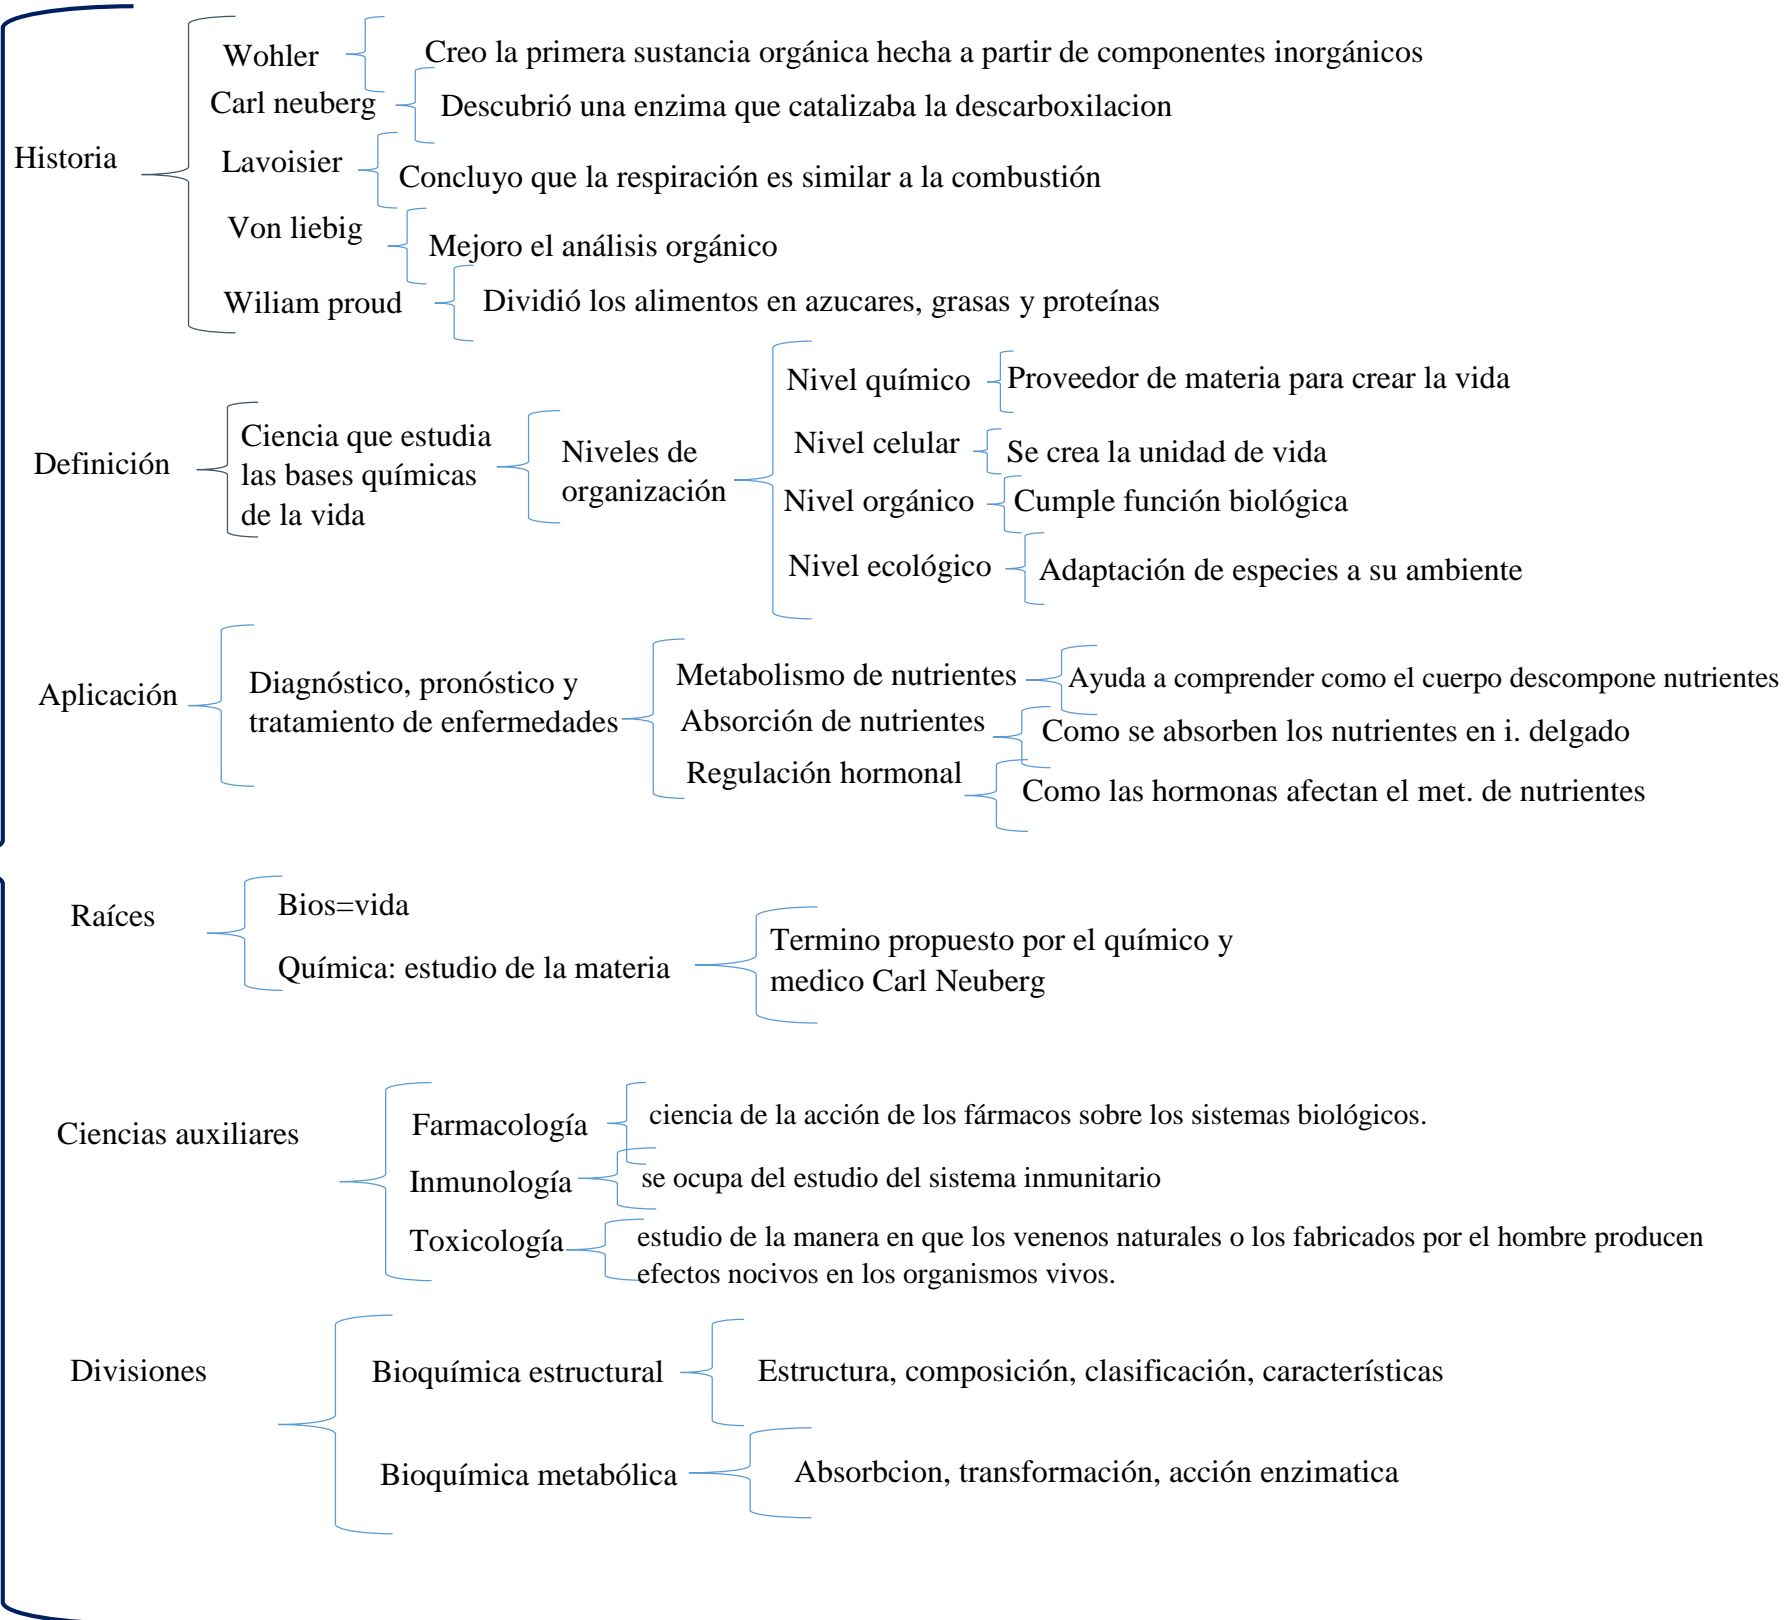 Historia
Wohler
Creo la primera sustancia orgánica hecha a partir de componentes inorgánicos
Carl neuberg
Descubrió una enzima que catalizaba la descarboxilacion
Lavoisier
Concluyo que la respiración es similar a la combustión
Von liebig
Mejoro el análisis orgánico
Wiliam proud
Dividió los alimentos en azucares, grasas y proteínas
Definición
Ciencia que estudia
las bases químicas
de la vida
Niveles de
organización
Nivel químico
Proveedor de materia para crear la vida
Nivel celular
Se crea la unidad de vida
Nivel orgánico
Cumple función biológica
Nivel ecológico
Adaptación de especies a su ambiente
Aplicación
Diagnóstico, pronóstico y
tratamiento de enfermedades
Metabolismo de nutrientes
Ayuda a comprender como el cuerpo descompone nutrientes
Absorción de nutrientes
Como se absorben los nutrientes en i. delgado
Regulación hormonal
Como las hormonas afectan el met. de nutrientes
Raíces
Bios=vida
Química: estudio de la materia
Termino propuesto por el químico y
medico Carl Neuberg
Ciencias auxiliares
Farmacología
ciencia de la acción de los fármacos sobre los sistemas biológicos.
Inmunología
se ocupa del estudio del sistema inmunitario
Toxicología
estudio de la manera en que los venenos naturales o los fabricados por el hombre producen
efectos nocivos en los organismos vivos.
Divisiones
Bioquímica estructural
Estructura, composición, clasificación, características
Bioquímica metabólica
Absorbcion, transformación, acción enzimatica